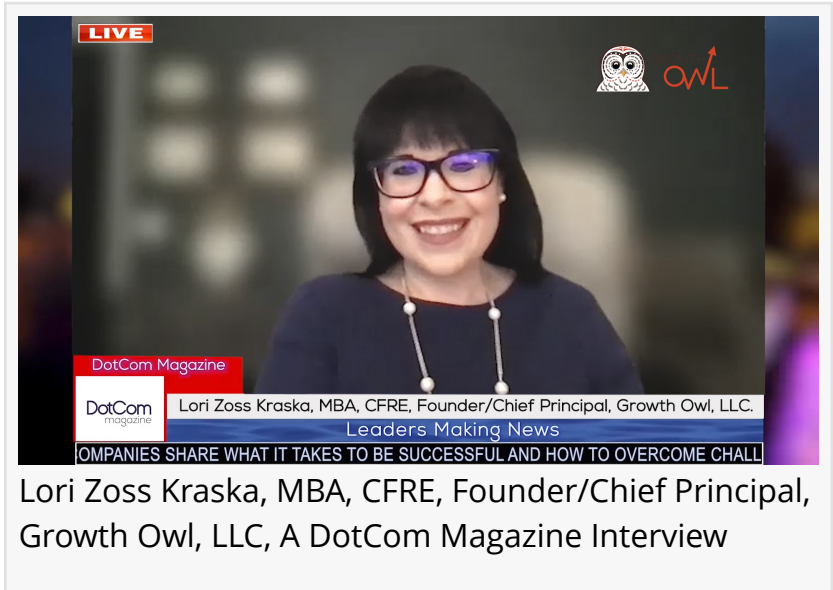 LIVE
OWL
DotCom Magazine
DotCom
magazine
Lori Zoss Kraska, MBA, CFRE, Founder/Chief Principal, Growth Owl, LLC.
Leaders Making News
OMPANIES SHARE WHAT IT TAKES TO BE SUCCESSFUL AND HOW TO OVERCOME CHALL
Lori Zoss Kraska, MBA, CFRE, Founder/Chief Principal,
Growth Owl, LLC, A DotCom Magazine Interview